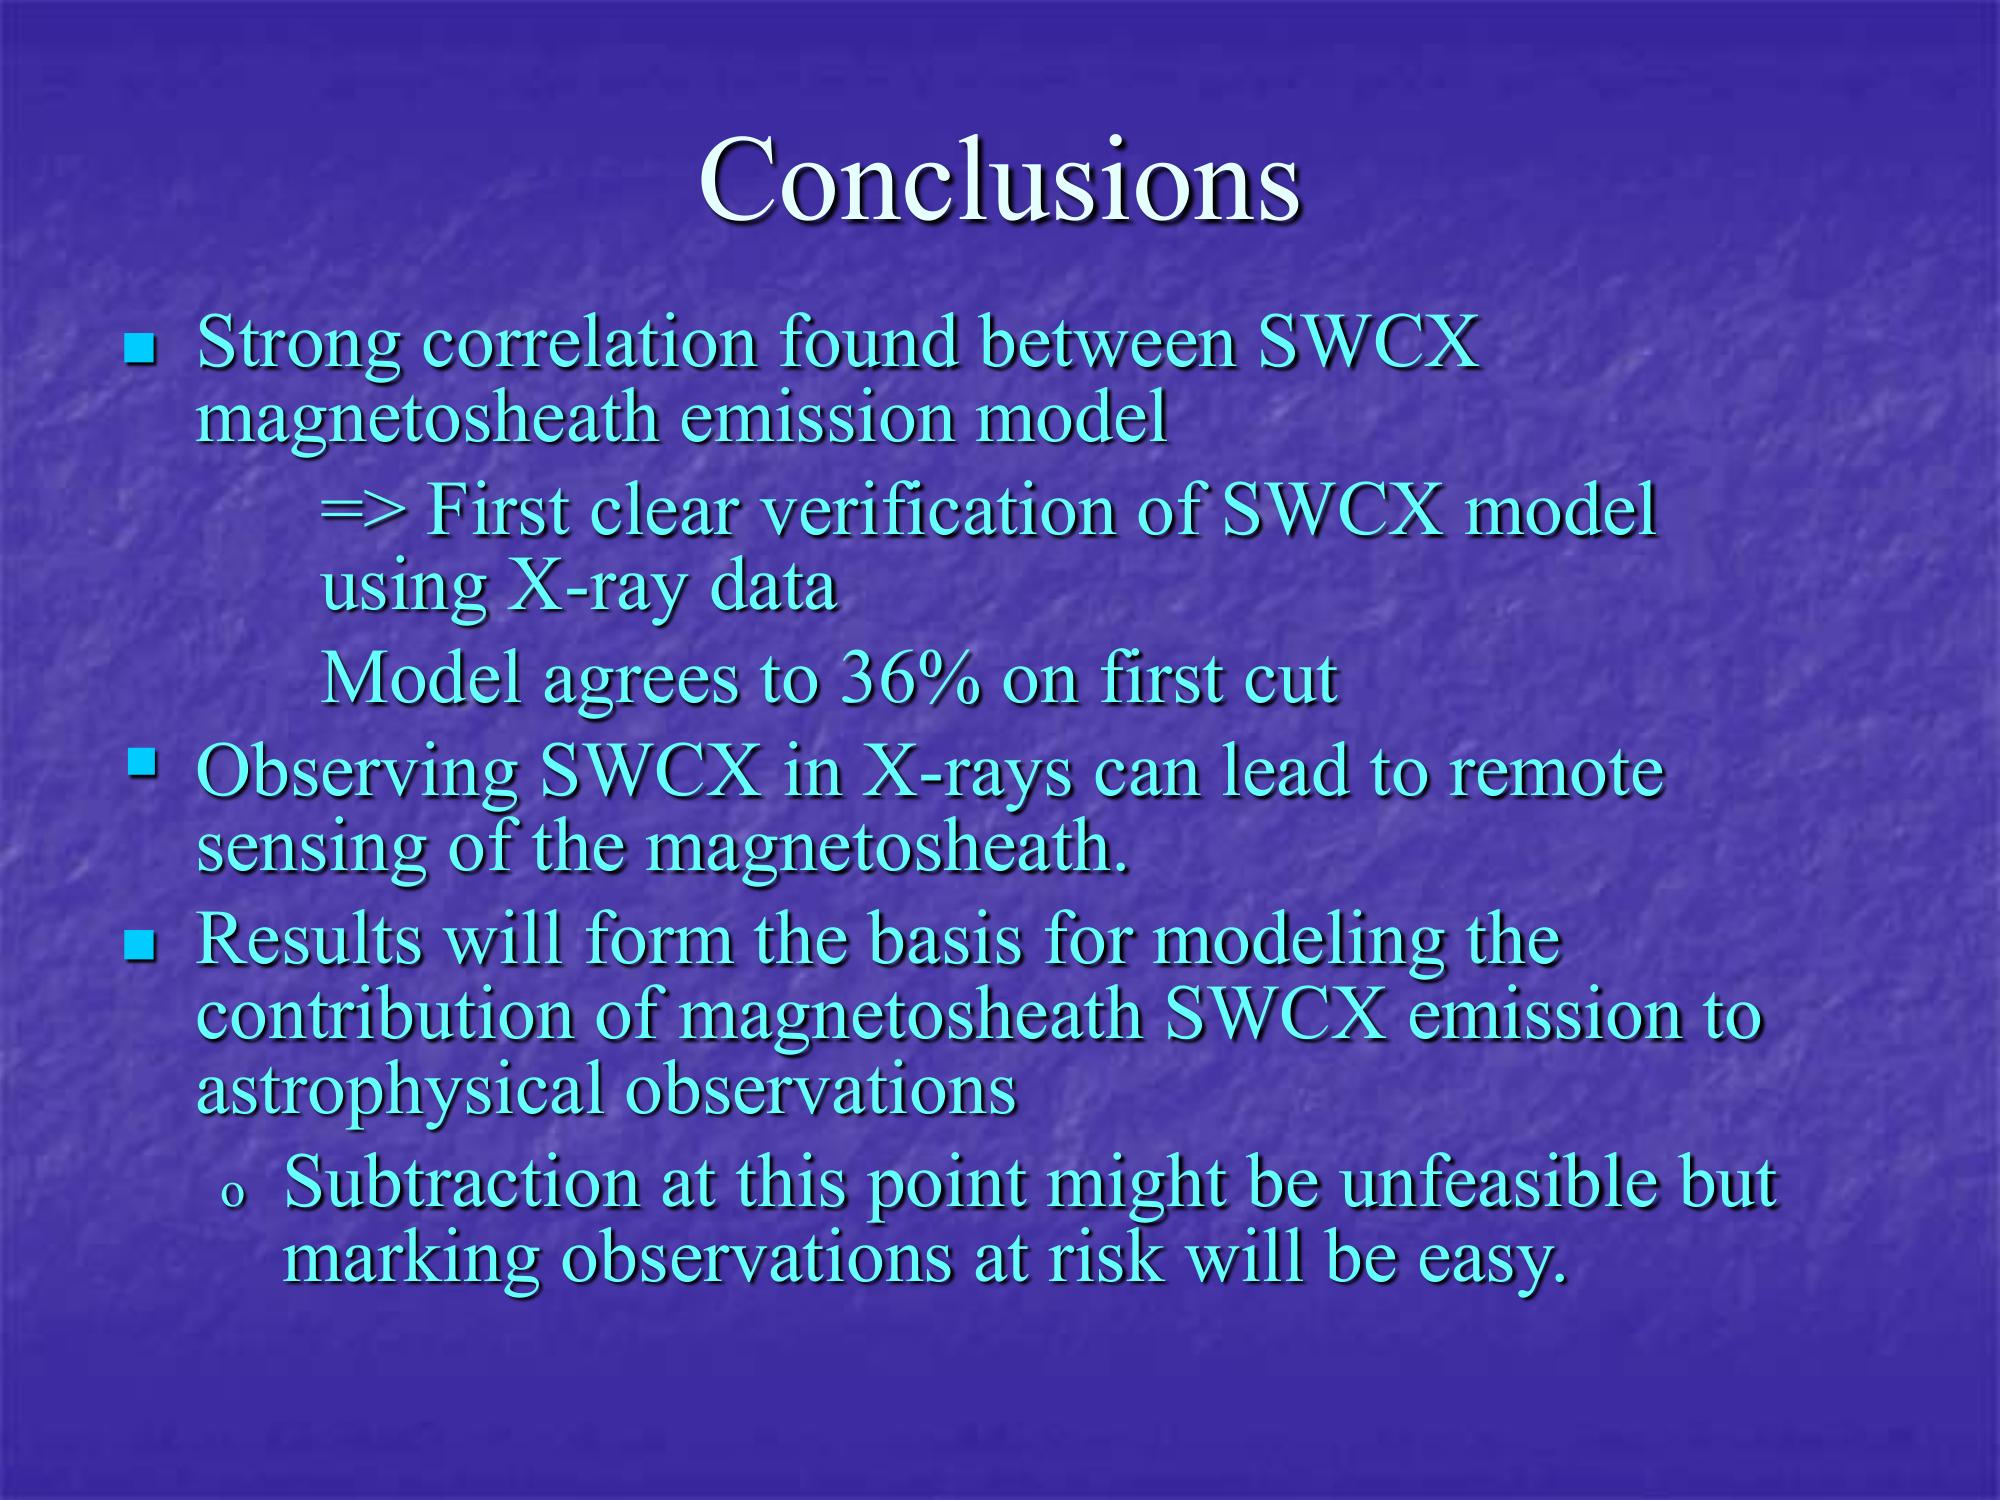 Conclusions
■ Strong correlation found between SWCX
magnetosheath emission model
=> First clear verification of SWCX model
using X-ray data
Model agrees to 36% on first cut
■ Observing SWCX in X-rays can lead to remote
sensing of the magnetosheath.
■ Results will form the basis for modeling the
contribution of magnetosheath SWCX emission to
astrophysical observations
o Subtraction at this point might be unfeasible but
marking observations at risk will be easy.